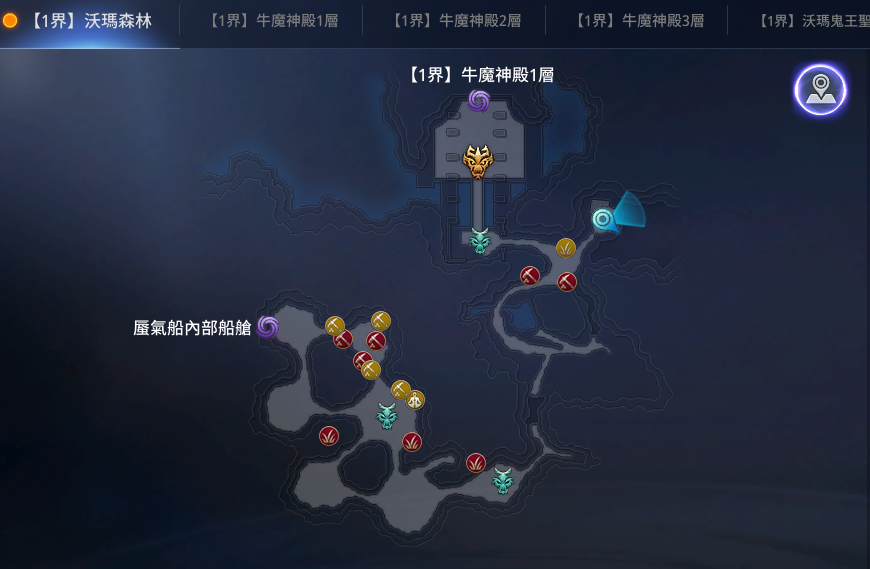 【1界】沃瑪森林
【1界】牛魔神殿1層
【1界】牛魔神殿2層
【1界】牛魔神殿3層
【1界】沃瑪鬼王聖
【1界】牛魔神殿1層
蜃氣船內部船艙